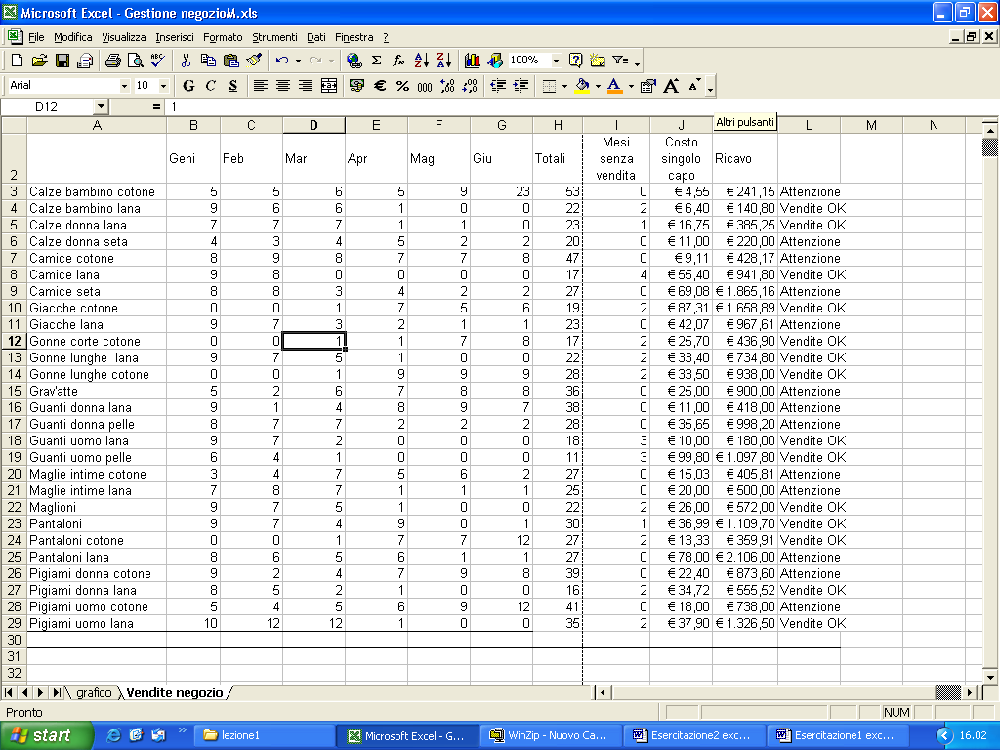 Microsoft Excel - Gestione negozioM.xls
File Modifica Visualizza Inserisci Formato Strumenti Dati Finestra ?
100%
Arial 10 G C S € % 000
D12 = 1
Altri pulsanti
A B C D E F G H I J L M N
2 Geni Feb Mar Apr Mag Giu Totali Mesi senza vendita Costo singolo capo Ricavo
3 Calze bambino cotone 5 5 6 5 9 23 53 0 € 4,55 € 241,15 Attenzione
4 Calze bambino lana 9 6 6 1 0 0 22 2 € 6,40 € 140,80 Vendite OK
5 Calze donna lana 7 7 7 1 1 0 23 1 € 16,75 € 385,25 Vendite OK
6 Calze donna seta 4 3 4 5 2 2 20 0 € 11,00 € 220,00 Attenzione
7 Camice cotone 8 9 8 7 7 8 47 0 € 9,11 € 428,17 Attenzione
8 Camice lana 9 8 0 0 0 0 17 4 € 55,40 € 941,80 Vendite OK
9 Camice seta 8 8 3 4 2 2 27 0 € 69,08 € 1.865,16 Attenzione
10 Giacche cotone 0 0 1 7 5 6 19 2 € 87,31 € 1.658,89 Vendite OK
11 Giacche lana 9 7 3 2 1 1 23 0 € 42,07 € 967,61 Attenzione
12 Gonne corte cotone 0 0 1 1 7 8 17 2 € 25,70 € 436,90 Vendite OK
13 Gonne lunghe lana 9 7 5 1 0 0 22 2 € 33,40 € 734,80 Vendite OK
14 Gonne lunghe cotone 0 0 1 9 9 9 28 2 € 33,50 € 938,00 Vendite OK
15 Grav'atte 5 2 6 7 8 8 36 0 € 25,00 € 900,00 Attenzione
16 Guanti donna lana 9 1 4 8 9 7 38 0 € 11,00 € 418,00 Attenzione
17 Guanti donna pelle 8 7 7 2 2 2 28 0 € 35,65 € 998,20 Attenzione
18 Guanti uomo lana 9 7 2 0 0 0 18 3 € 10,00 € 180,00 Vendite OK
19 Guanti uomo pelle 6 4 1 0 0 0 11 3 € 99,80 € 1.097,80 Vendite OK
20 Maglie intime cotone 3 4 7 5 6 2 27 0 € 15,03 € 405,81 Attenzione
21 Maglie intime lana 7 8 7 1 1 1 25 0 € 20,00 € 500,00 Attenzione
22 Maglioni 9 7 5 1 0 0 22 2 € 26,00 € 572,00 Vendite OK
23 Pantaloni 9 7 4 9 0 1 30 1 € 36,99 € 1.109,70 Vendite OK
24 Pantaloni cotone 0 0 1 7 7 12 27 2 € 13,33 € 359,91 Vendite OK
25 Pantaloni lana 8 6 5 6 1 1 27 0 € 78,00 € 2.106,00 Attenzione
26 Pigiami donna cotone 9 2 4 7 9 8 39 0 € 22,40 € 873,60 Attenzione
27 Pigiami donna lana 8 5 2 1 0 0 16 2 € 34,72 € 555,52 Vendite OK
28 Pigiami uomo cotone 5 4 5 6 9 12 41 0 € 18,00 € 738,00 Attenzione
29 Pigiami uomo lana 10 12 12 1 0 0 35 2 € 37,90 € 1.326,50 Vendite OK
30
31
32
grafico Vendite negozio
Pronto NUM
start lezione1 Microsoft Excel - G... WinZip - Nuovo Ca... Esercitazione2 exc... Esercitazione1 exc... 16.02